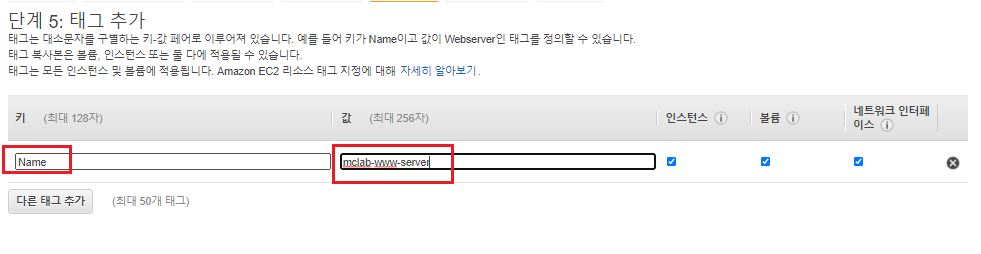 단계 5: 태그 추가
태그는 대소문자를 구별하는 키-값 페어로 이루어져 있습니다. 예를 들어 키가 Name이고 값이 Webserver인 태그를 정의할 수 있습니다.
태그 복사본은 볼륨, 인스턴스 또는 둘 다에 적용될 수 있습니다.
태그는 모든 인스턴스 및 볼륨에 적용됩니다. Amazon EC2 리소스 태그 지정에 대해 자세히 알아보기.
키 (최대 128자) 값 (최대 256자) 인스턴스 볼륨 네트워크 인터페
이스
Name mclab-www-server
다른 태그 추가 (최대 50개 태그)